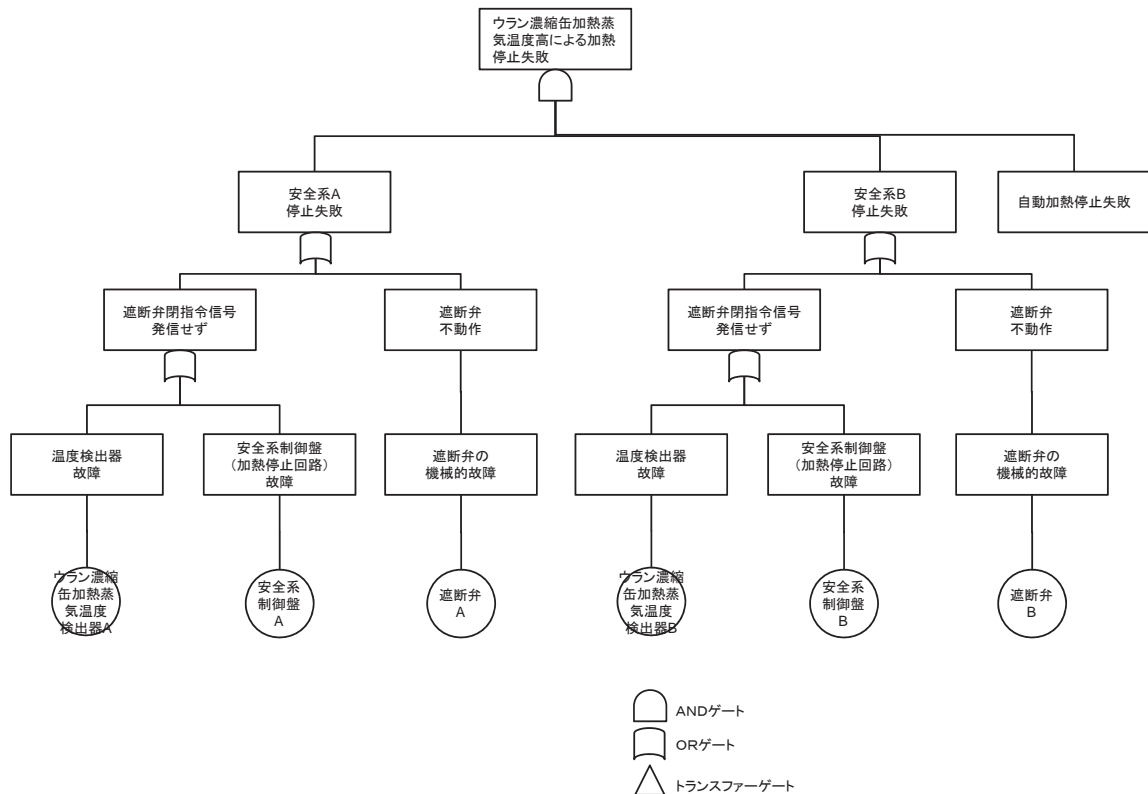 ウラン濃縮缶加熱蒸
気温度高による加熱
停止失敗
安全系A
停止失敗
安全系B
停止失敗
自動加熱停止失敗
遮断弁閉指令信号
発信せず
遮断弁
不動作
遮断弁閉指令信号
発信せず
遮断弁
不動作
温度検出器
故障
安全系制御盤
（加熱停止回路）
故障
遮断弁の
機械的故障
温度検出器
故障
安全系制御盤
（加熱停止回路）
故障
遮断弁の
機械的故障
ウラン濃縮
缶加熱蒸
気温度
検出器A
安全系
制御盤
A
遮断弁
A
ウラン濃縮
缶加熱蒸
気温度
検出器B
安全系
制御盤
B
遮断弁
B
ANDゲート
ORゲート
トランスファーゲート